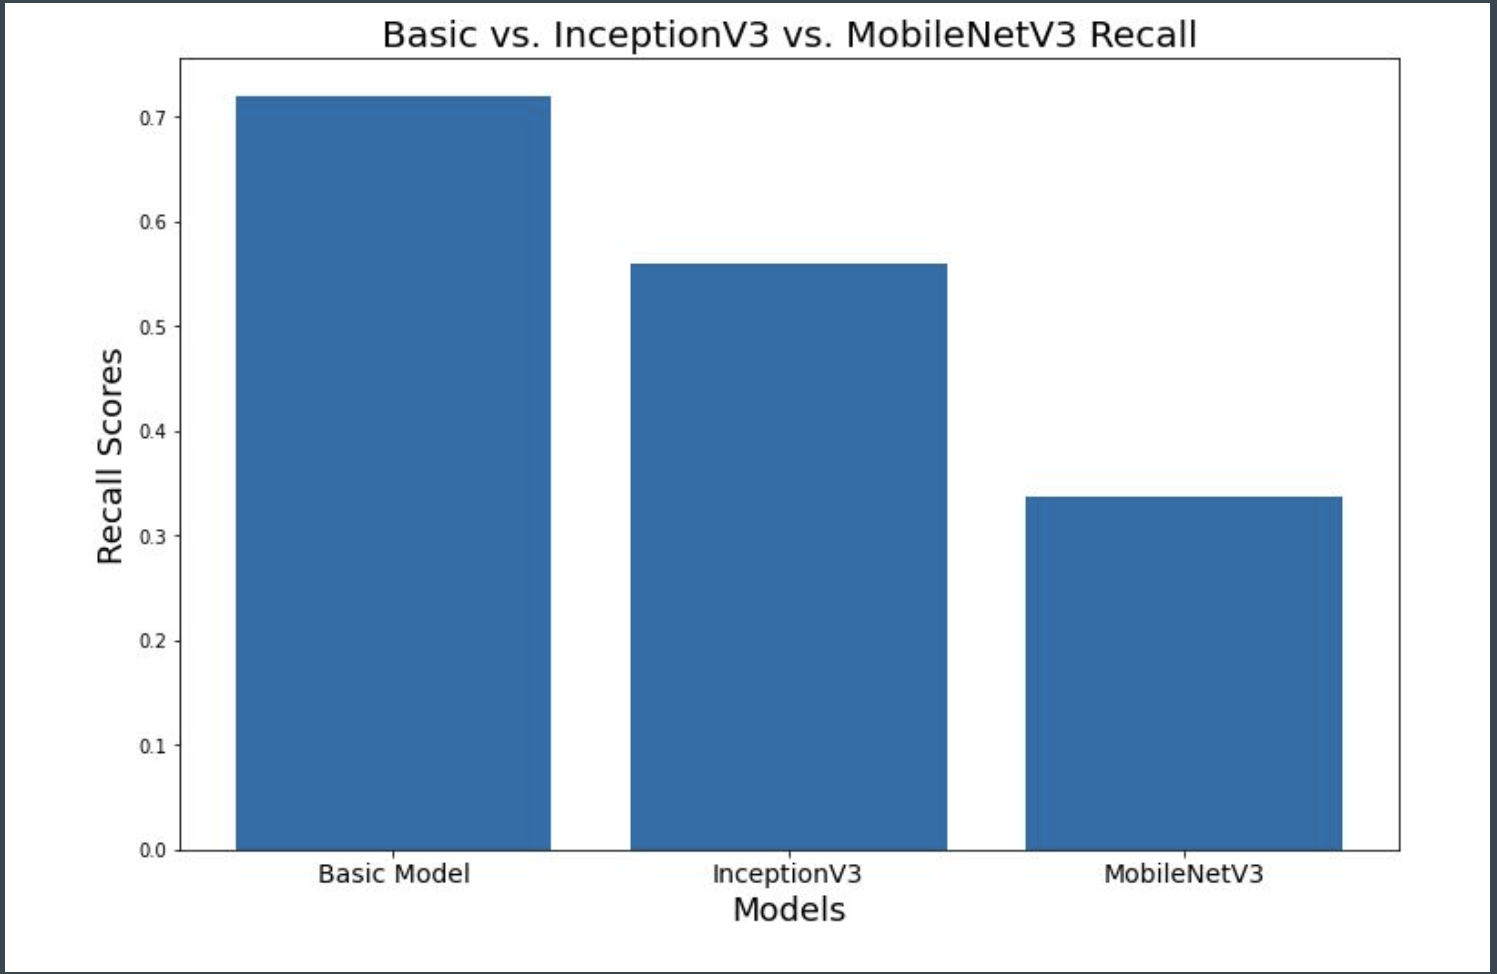 Basic vs. InceptionV3 vs. MobileNetV3 Recall
0.7
0.6
0.5
0.4
0.3
0.2
0.1
0.0
Recall Scores
Basic Model InceptionV3 MobileNetV3
Models